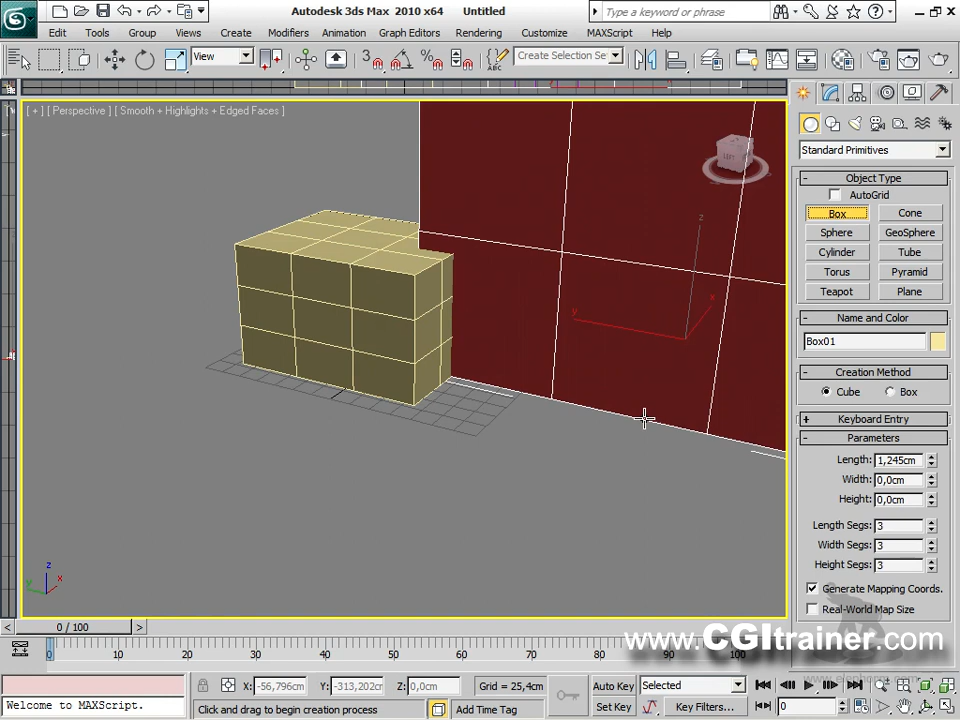 Autodesk 3ds Max 2010 x64 Untitled
Type a keyword or phrase
Edit Tools Group Views Create Modifiers Animation Graph Editors Rendering Customize MAXScript Help
View
Create Selection Se
[ + ] [ Perspective ] [ Smooth + Highlights + Edged Faces ]
LEFT
z
x
y
Standard Primitives
- Object Type
AutoGrid
Box Cone
Sphere GeoSphere
Cylinder Tube
Torus Pyramid
Teapot Plane
- Name and Color
Box01
- Creation Method
Cube Box
+ Keyboard Entry
- Parameters
Length: 1,245cm
Width: 0,0cm
Height: 0,0cm
Length Segs: 3
Width Segs: 3
Height Segs: 3
Generate Mapping Coords.
Real-World Map Size
z
x
y
< 0 / 100 >
0 10 20 30 40 50 60 70 80 90 100
www.CGItrainer.com
X: -56,796cm Y: -313,202cm Z: 0,0cm Grid = 25,4cm Auto Key Selected
Welcome to MAXScript. Click and drag to begin creation process Add Time Tag Set Key Key Filters... 0